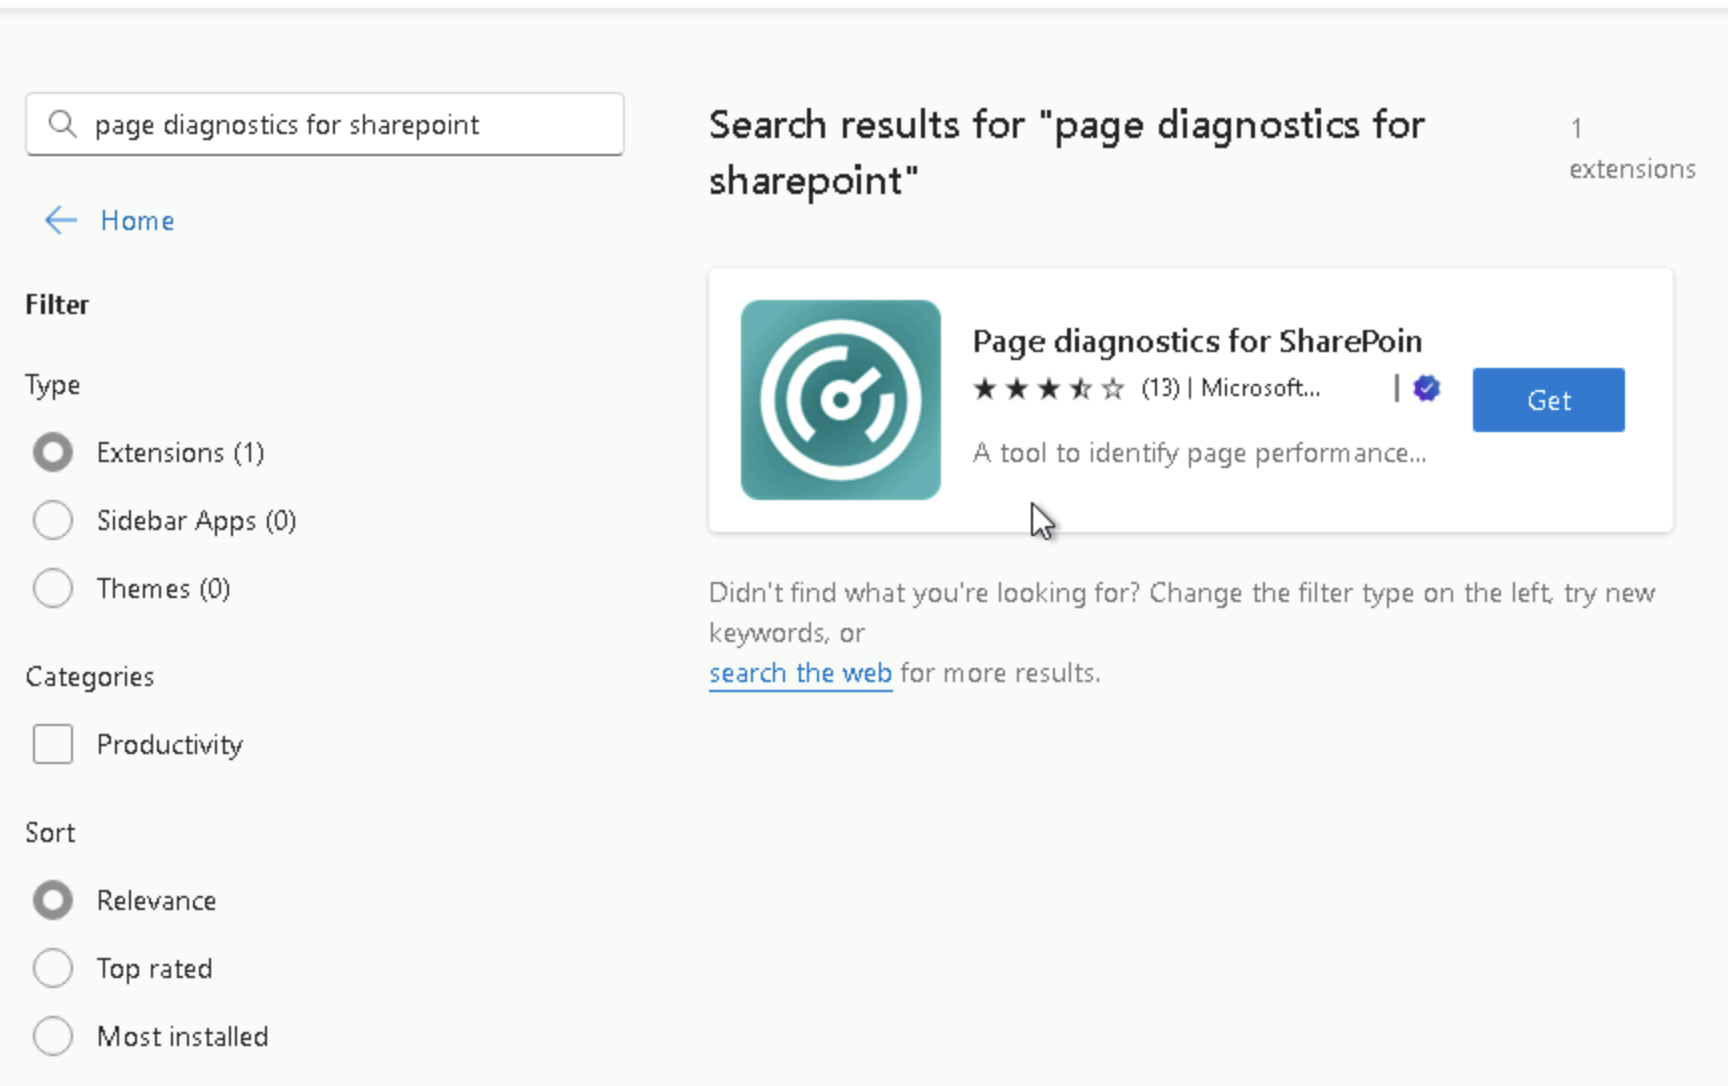 page diagnostics for sharepoint
Home
Filter
Type
Extensions (1)
Sidebar Apps (0)
Themes (0)
Categories
Productivity
Sort
Relevance
Top rated
Most installed
Search results for "page diagnostics for
sharepoint"
1
extensions
Page diagnostics for SharePoin
(13) | Microsoft... |
Get
A tool to identify page performance...
Didn't find what you're looking for? Change the filter type on the left, try new
keywords, or
search the web for more results.